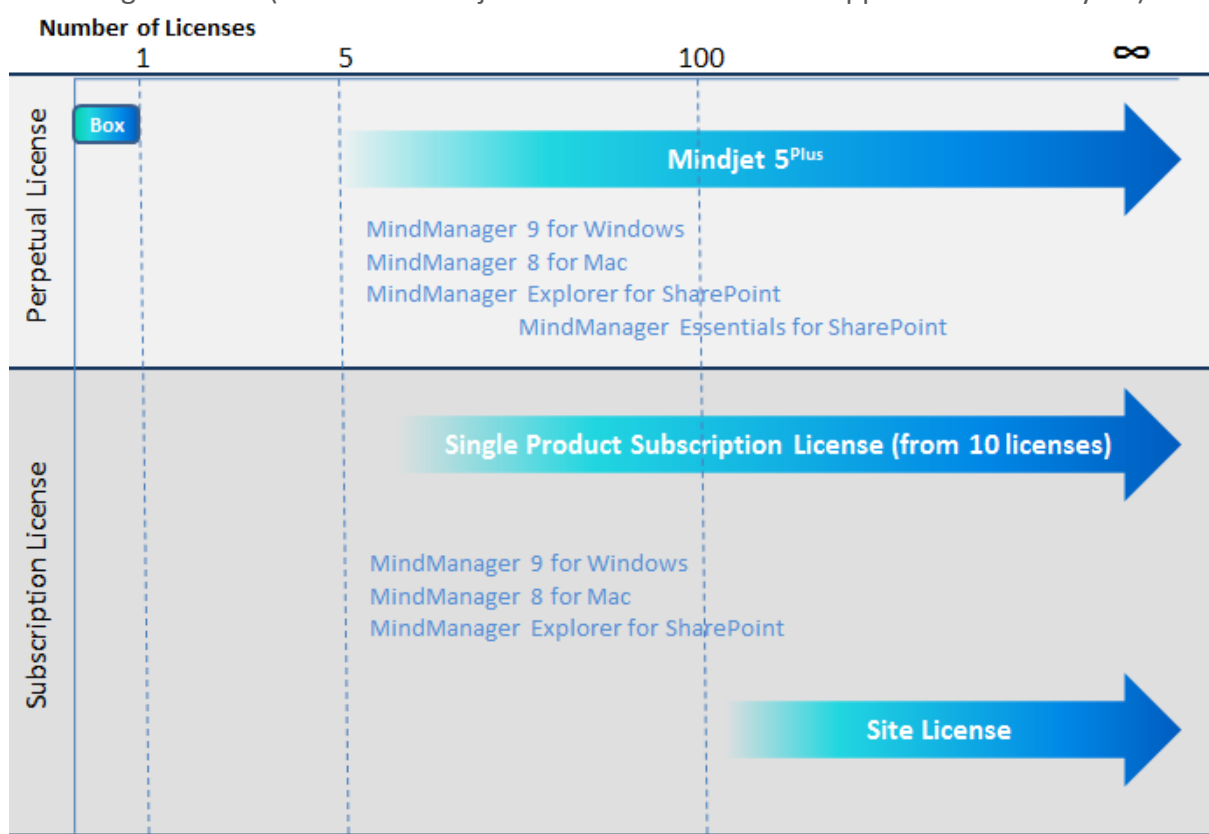 Number of Licenses
1 5 100 ∞
Perpetual License
Box
Mindjet 5Plus
MindManager 9 for Windows
MindManager 8 for Mac
MindManager Explorer for SharePoint
MindManager Essentials for SharePoint
Subscription License
Single Product Subscription License (from 10 licenses)
MindManager 9 for Windows
MindManager 8 for Mac
MindManager Explorer for SharePoint
Site License